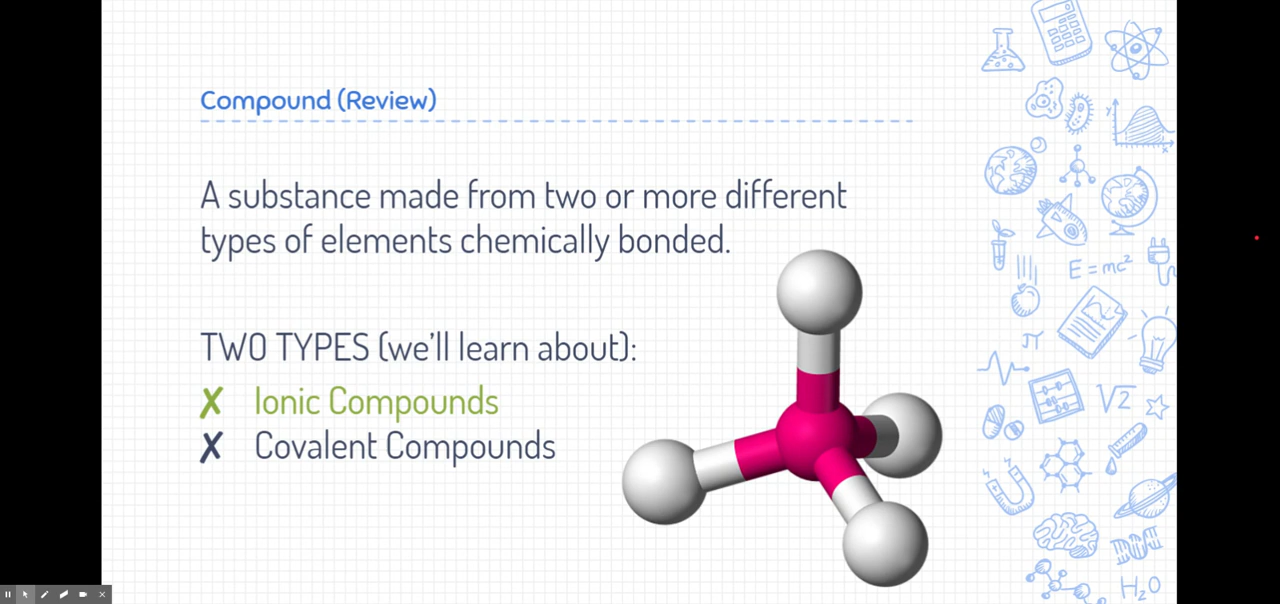 Compound (Review)
A substance made from two or more different
types of elements chemically bonded.
TWO TYPES (we'll learn about):
✗ Ionic Compounds
✗ Covalent Compounds
y
x
E = mc²
π
√2
H₂O